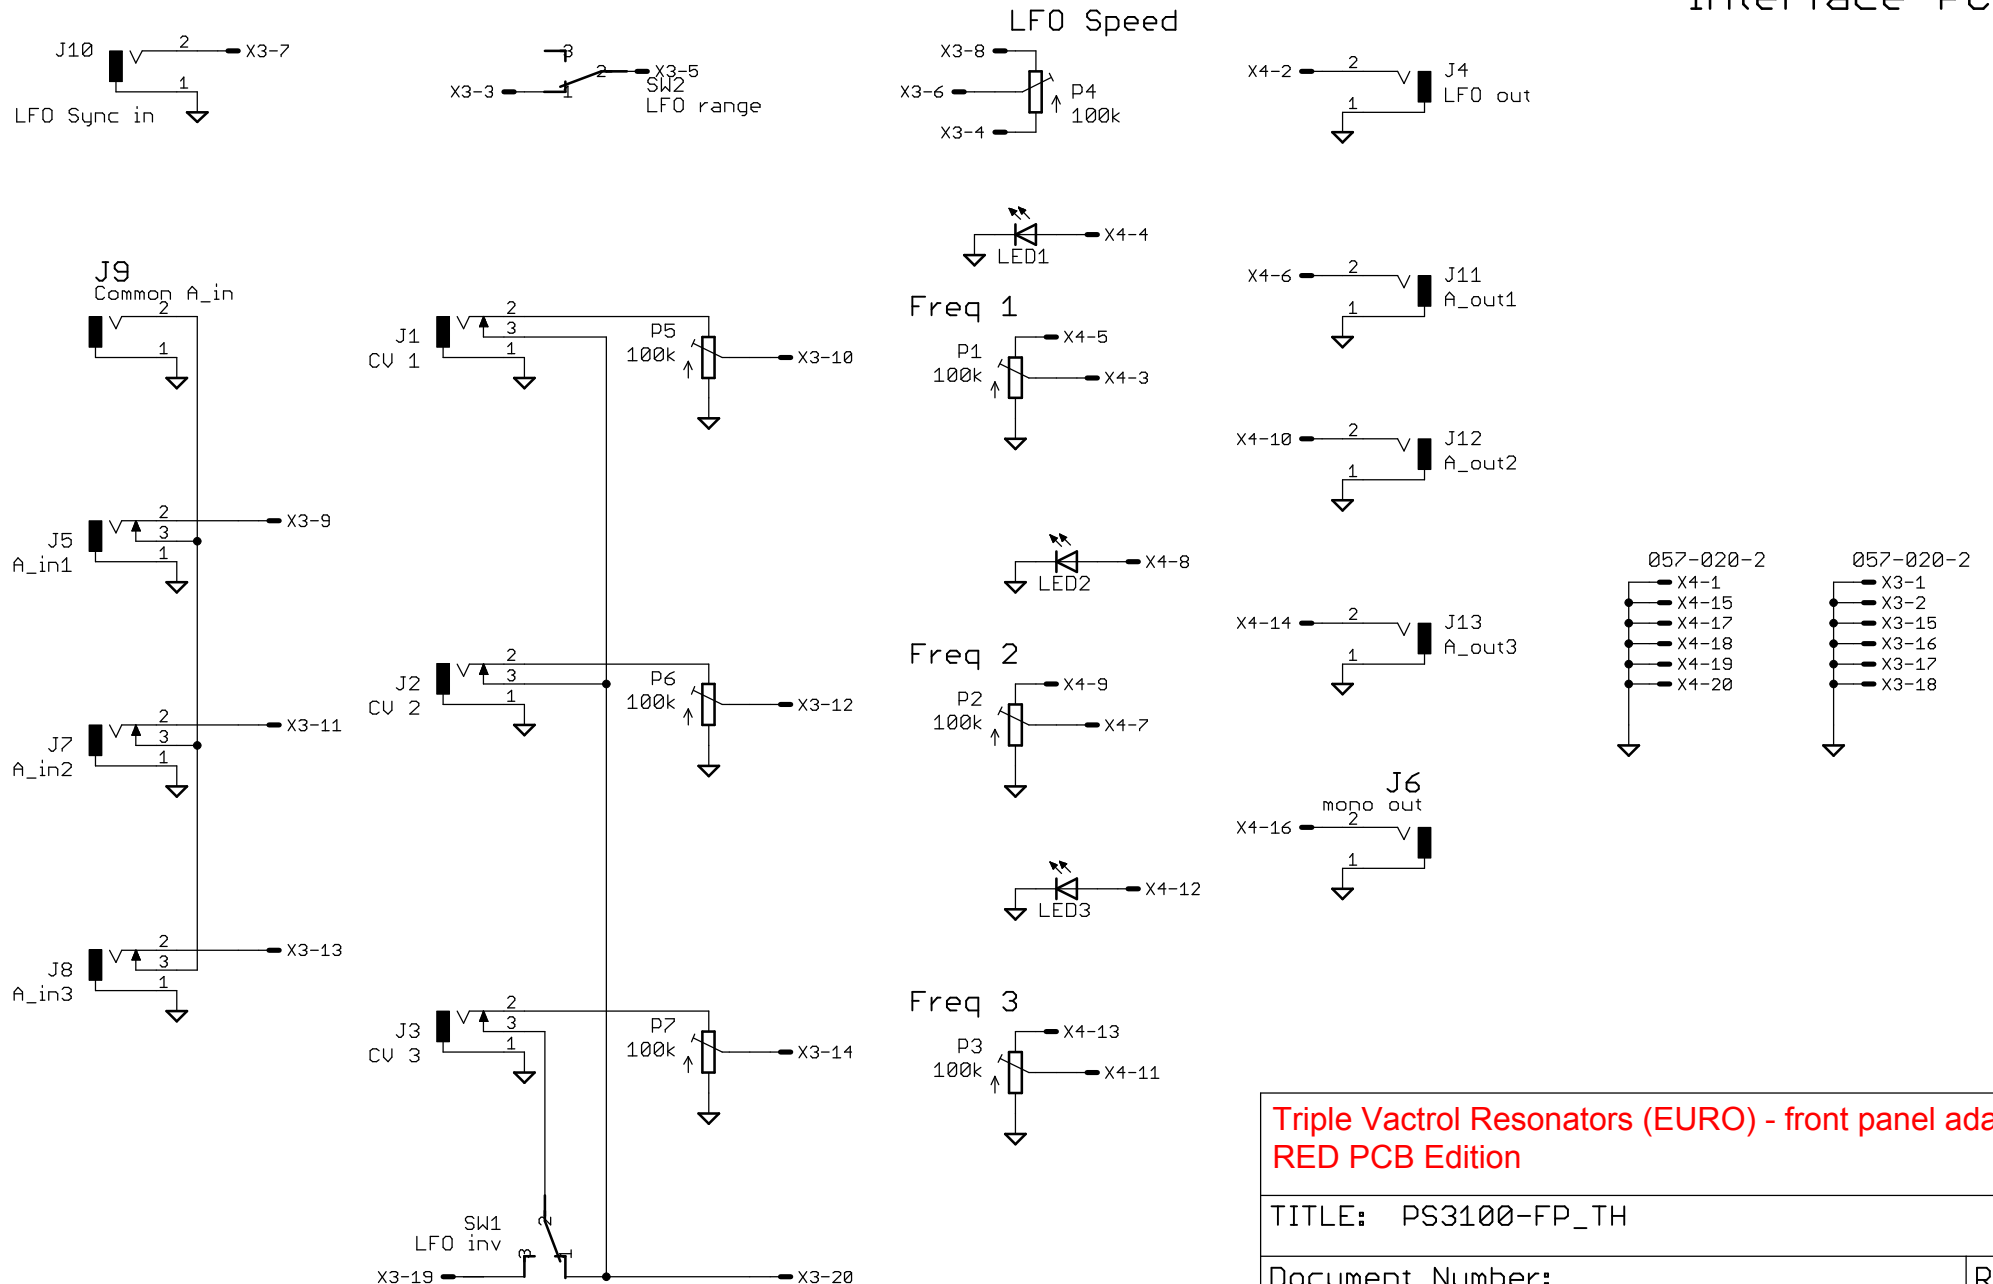 LFO Speed
J10
2
X3-7
1
LFO Sync in
3
2
X3-5
X3-3
1
SW2
LFO range
X3-8
X3-6
P4
100k
X3-4
X4-2
2
J4
LFO out
1
X4-4
LED1
J9
Common A_in
2
1
J1
CV 1
2
3
1
P5
100k
X3-10
Freq 1
X4-5
P1
100k
X4-3
X4-6
2
J11
A_out1
1
X4-10
2
J12
A_out2
1
J5
A_in1
2
3
1
X3-9
X4-8
LED2
X4-14
2
J13
A_out3
1
057-020-2
X4-1
X4-15
X4-17
X4-18
X4-19
X4-20
057-020-2
X3-1
X3-2
X3-15
X3-16
X3-17
X3-18
J2
CV 2
2
3
1
P6
100k
X3-12
Freq 2
X4-9
P2
100k
X4-7
J7
A_in2
2
3
1
X3-11
J6
mono out
X4-16
2
1
X4-12
LED3
J8
A_in3
2
3
1
X3-13
J3
CV 3
2
3
1
P7
100k
X3-14
Freq 3
X4-13
P3
100k
X4-11
SW1
LFO inv
2
3
1
X3-19
X3-20
Triple Vactrol Resonators (EURO) - front panel ada
RED PCB Edition
TITLE: PS3100-FP_TH
Document Number:
R